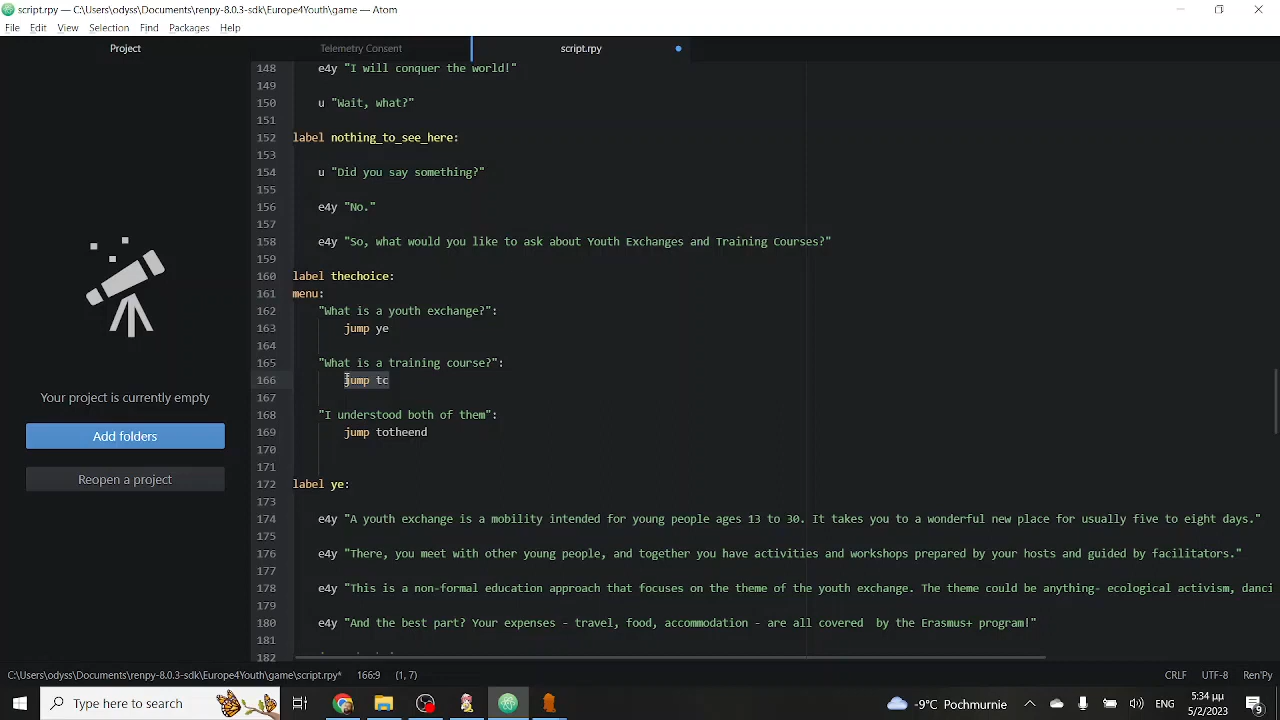 script.rpy — C:\Users\odyss\Documents\renpy-8.0.3-sdk\Europe4Youth\game — Atom
File Edit View Selection Find Packages Help
Project
Telemetry Consent
script.rpy
148 e4y "I will conquer the world!"
149
150 u "Wait, what?"
151
152 label nothing_to_see_here:
153
154 u "Did you say something?"
155
156 e4y "No."
157
158 e4y "So, what would you like to ask about Youth Exchanges and Training Courses?"
159
160 label thechoice:
161 menu:
162 "What is a youth exchange?":
163 jump ye
164
165 "What is a training course?":
166 jump tc
167
168 "I understood both of them":
169 jump totheend
170
171
172 label ye:
173
174 e4y "A youth exchange is a mobility intended for young people ages 13 to 30. It takes you to a wonderful new place for usually five to eight days."
175
176 e4y "There, you meet with other young people, and together you have activities and workshops prepared by your hosts and guided by facilitators."
177
178 e4y "This is a non-formal education approach that focuses on the theme of the youth exchange. The theme could be anything- ecological activism, danci
179
180 e4y "And the best part? Your expenses - travel, food, accommodation - are all covered  by the Erasmus+ program!"
181
182
Your project is currently empty
Add folders
Reopen a project
C:\Users\odyss\Documents\renpy-8.0.3-sdk\Europe4Youth\game\script.rpy* 166:9 (1, 7)
CRLF UTF-8 Ren'Py
Type here to search
-9°C Pochmurnie
5:34 μμ
5/2/2023